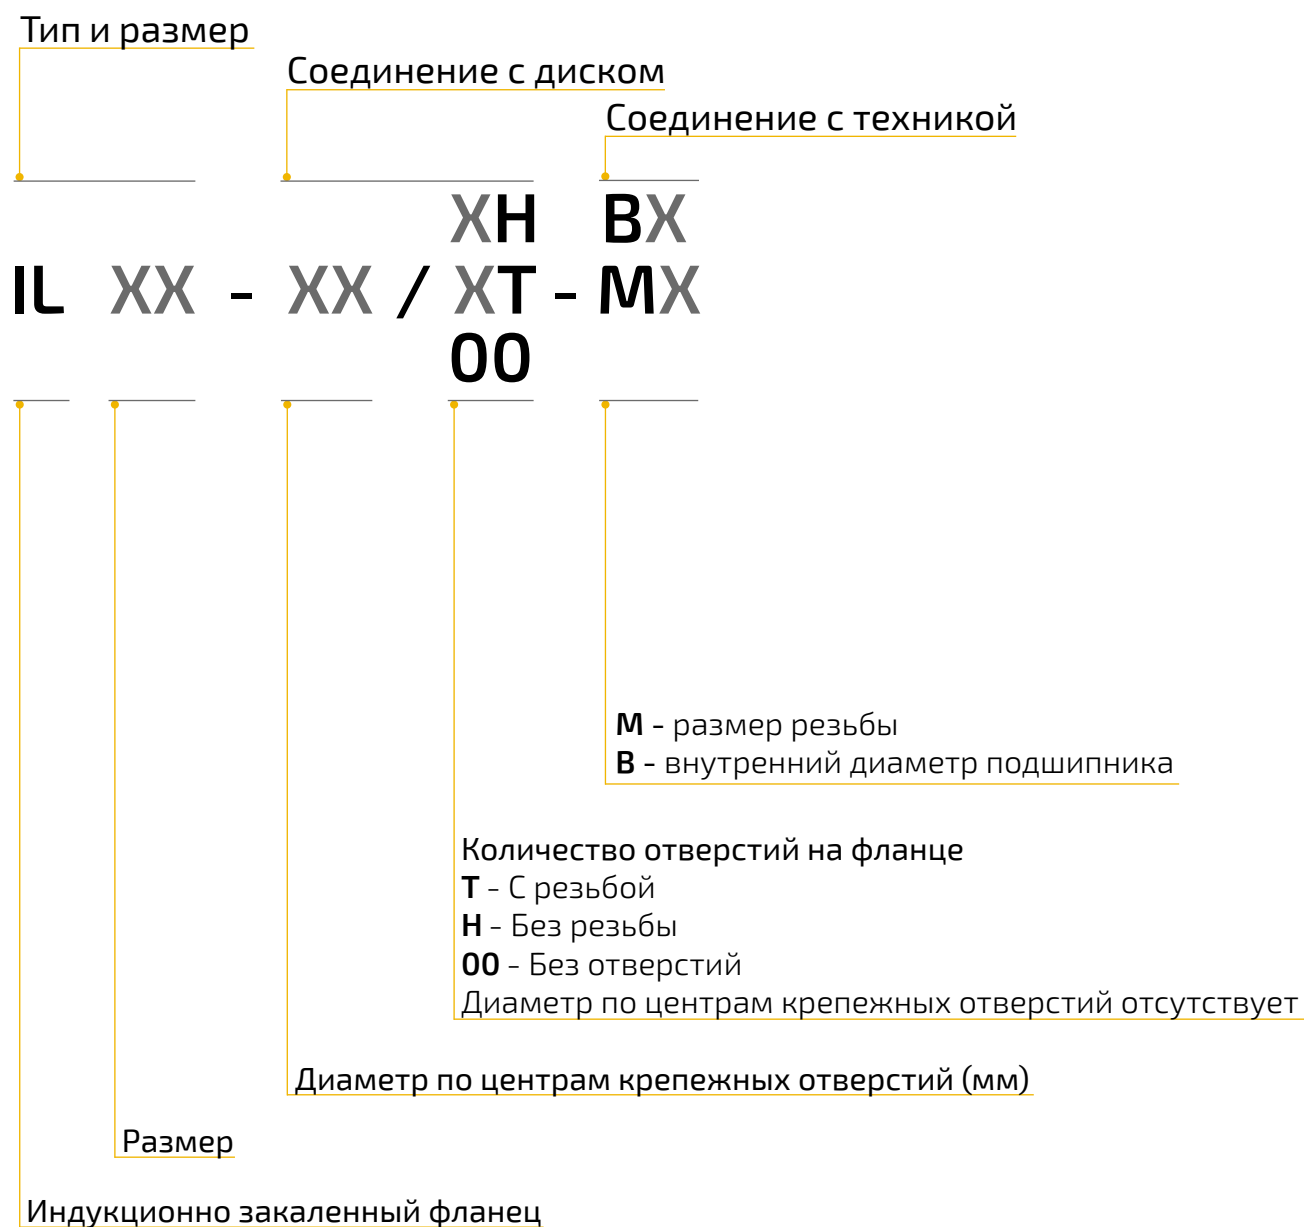 Тип и размер
Соединение с диском
Соединение с техникой
XH BX
IL XX - XX / XT - MX
00
M - размер резьбы
B - внутренний диаметр подшипника
Количество отверстий на фланце
T - С резьбой
H - Без резьбы
00 - Без отверстий
Диаметр по центрам крепежных отверстий отсутствует
Диаметр по центрам крепежных отверстий (мм)
Размер
Индукционно закаленный фланец